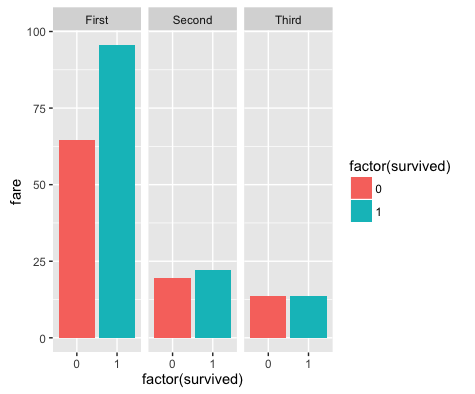 First Second Third
100
75
50
25
0
fare
0 1 0 1 0 1
factor(survived)
factor(survived)
0
1